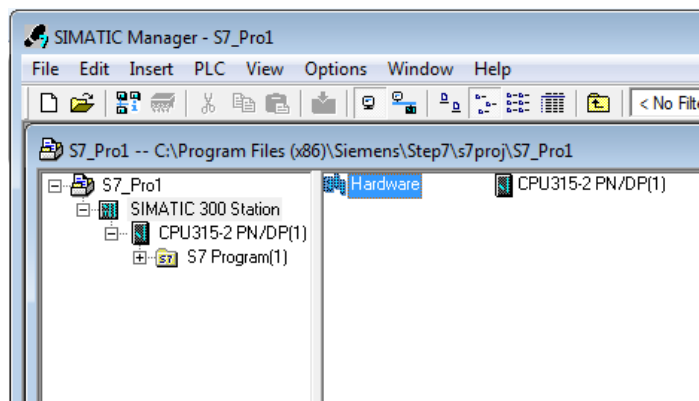 SIMATIC Manager - S7_Pro1
File Edit Insert PLC View Options Window Help
< No Filte
S7_Pro1 -- C:\Program Files (x86)\Siemens\Step7\s7proj\S7_Pro1
S7_Pro1
SIMATIC 300 Station
CPU315-2 PN/DP(1)
S7 Program(1)
Hardware CPU315-2 PN/DP(1)